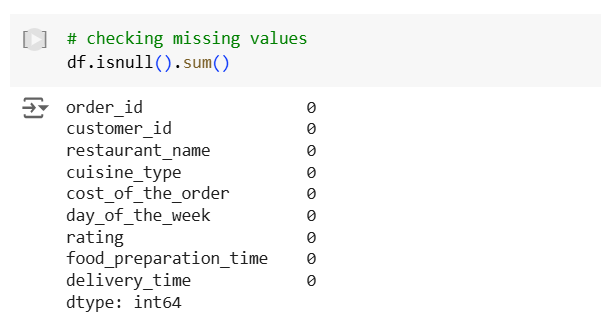 [ ] # checking missing values
df.isnull().sum()
order_id 0
customer_id 0
restaurant_name 0
cuisine_type 0
cost_of_the_order 0
day_of_the_week 0
rating 0
food_preparation_time 0
delivery_time 0
dtype: int64